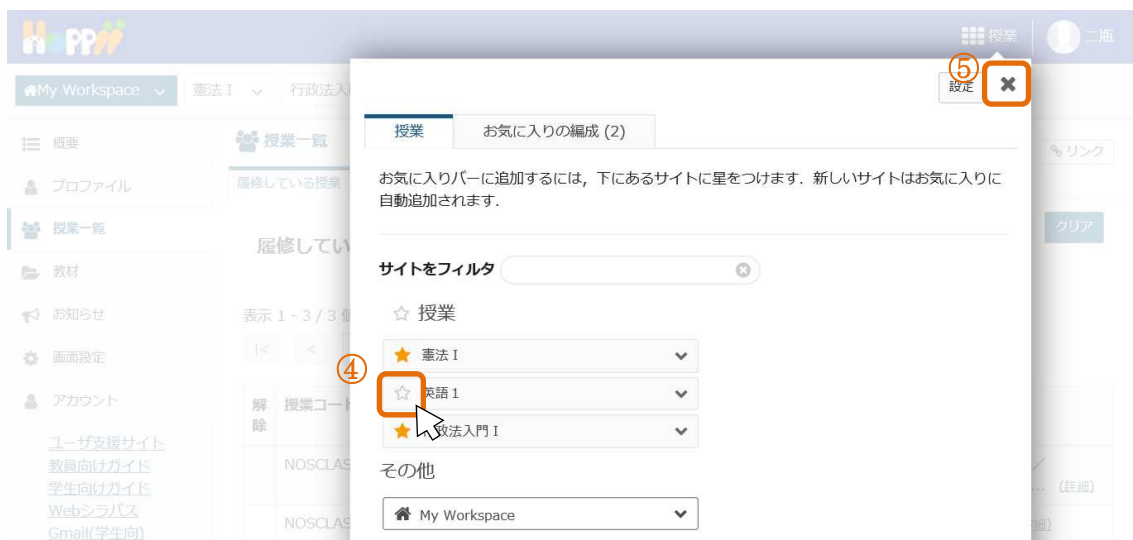 HOPPII
授業
二瓶
My Workspace
憲法 I
行政法入
⑤
設定
授業
お気に入りの編成 (2)
概要
授業一覧
リンク
プロファイル
履修している授業
お気に入りバーに追加するには，下にあるサイトに星をつけます．新しいサイトはお気に入りに
自動追加されます．
授業一覧
履修してい
クリア
教材
サイトをフィルタ
お知らせ
表示 1 - 3 / 3
授業
画面設定
|< <
④
憲法 I
アカウント
解除
授業コード
英語 1
政法入門 I
ユーザ支援サイト
教員向けガイド
学生向けガイド
Webシラバス
Gmail(学生向)
NOSCLAS
その他
... (詳細)
My Workspace
NOSCLAS
細)